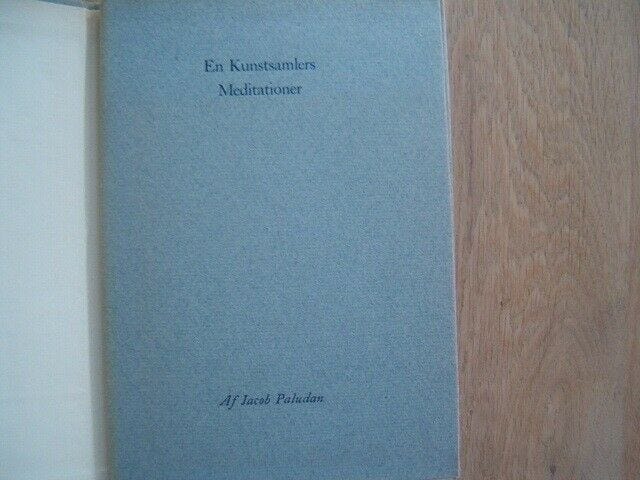 En Kunstsamlers
Meditationer
Af Jacob Paludan